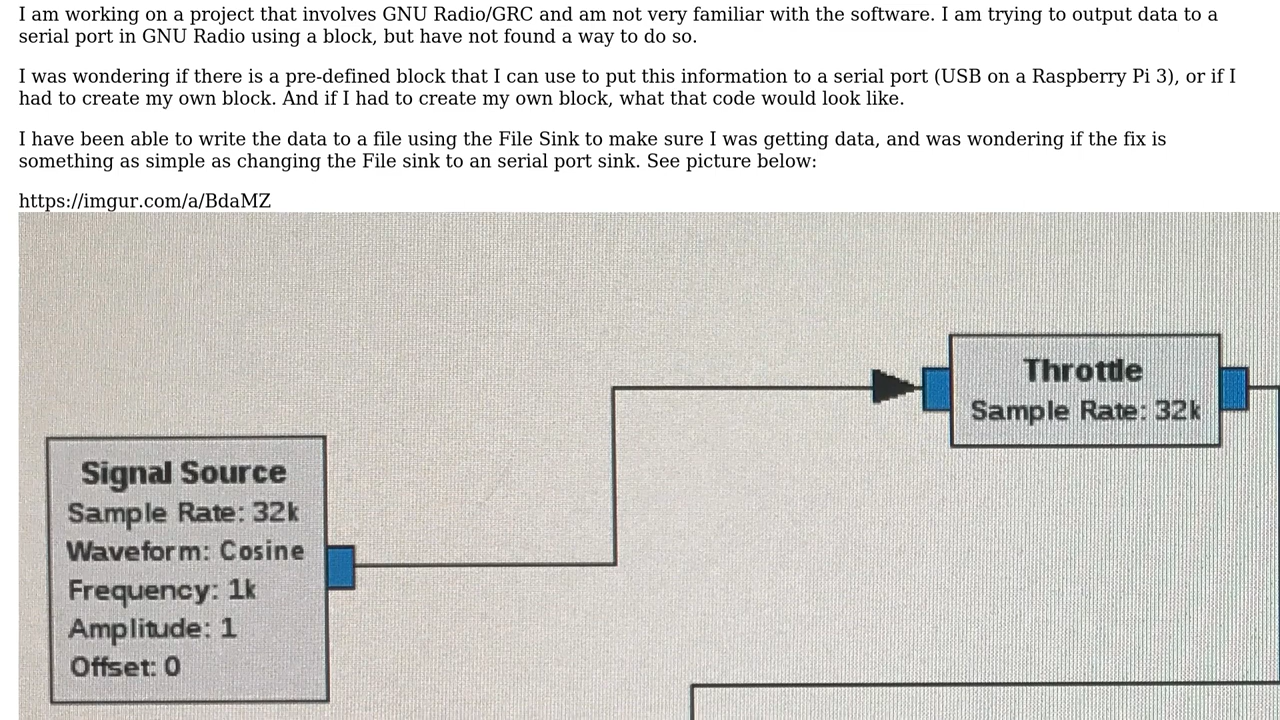 I am working on a project that involves GNU Radio/GRC and am not very familiar with the software. I am trying to output data to a
serial port in GNU Radio using a block, but have not found a way to do so.
I was wondering if there is a pre-defined block that I can use to put this information to a serial port (USB on a Raspberry Pi 3), or if I
had to create my own block. And if I had to create my own block, what that code would look like.
I have been able to write the data to a file using the File Sink to make sure I was getting data, and was wondering if the fix is
something as simple as changing the File sink to an serial port sink. See picture below:
https://imgur.com/a/BdaMZ
Throttle
Sample Rate: 32k
Signal Source
Sample Rate: 32k
Waveform: Cosine
Frequency: 1k
Amplitude: 1
Offset: 0